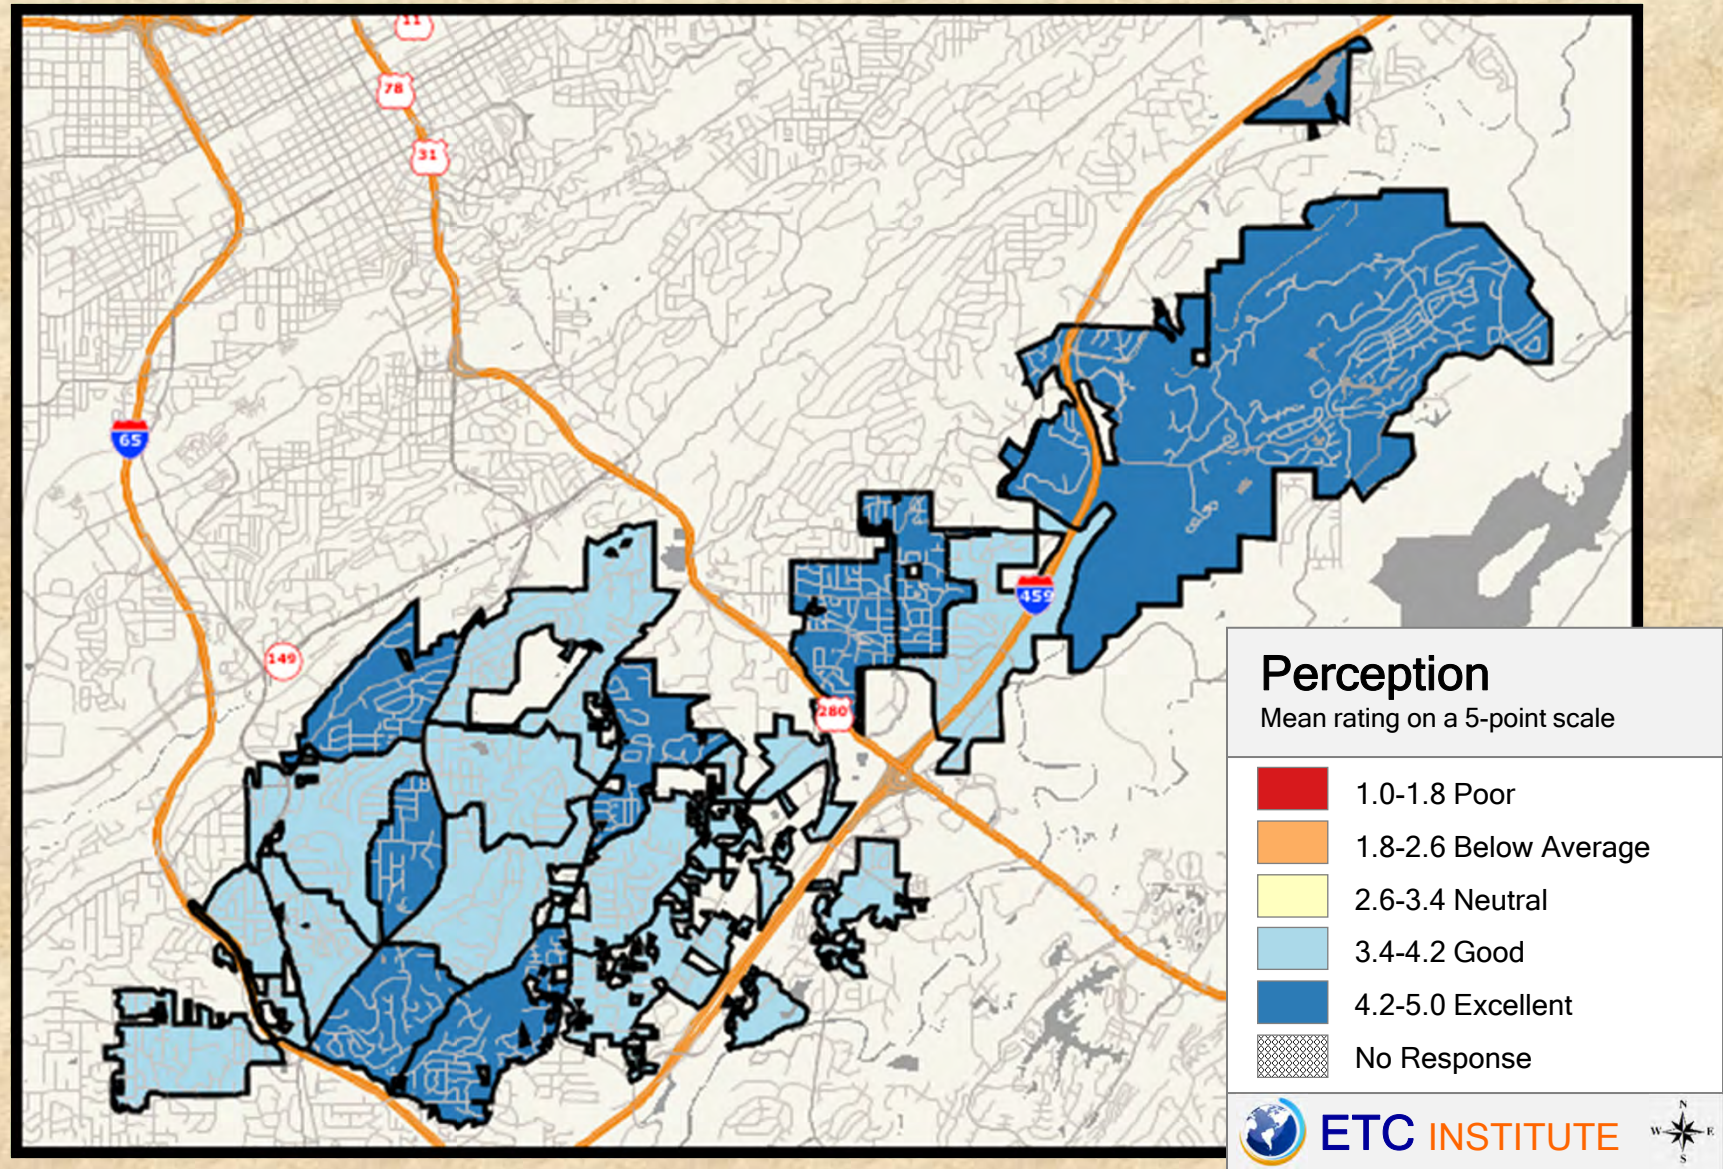 11
78
31
65
459
149
280
Perception
Mean rating on a 5-point scale
1.0-1.8 Poor
1.8-2.6 Below Average
2.6-3.4 Neutral
3.4-4.2 Good
4.2-5.0 Excellent
No Response
ETC INSTITUTE
N
W E
S